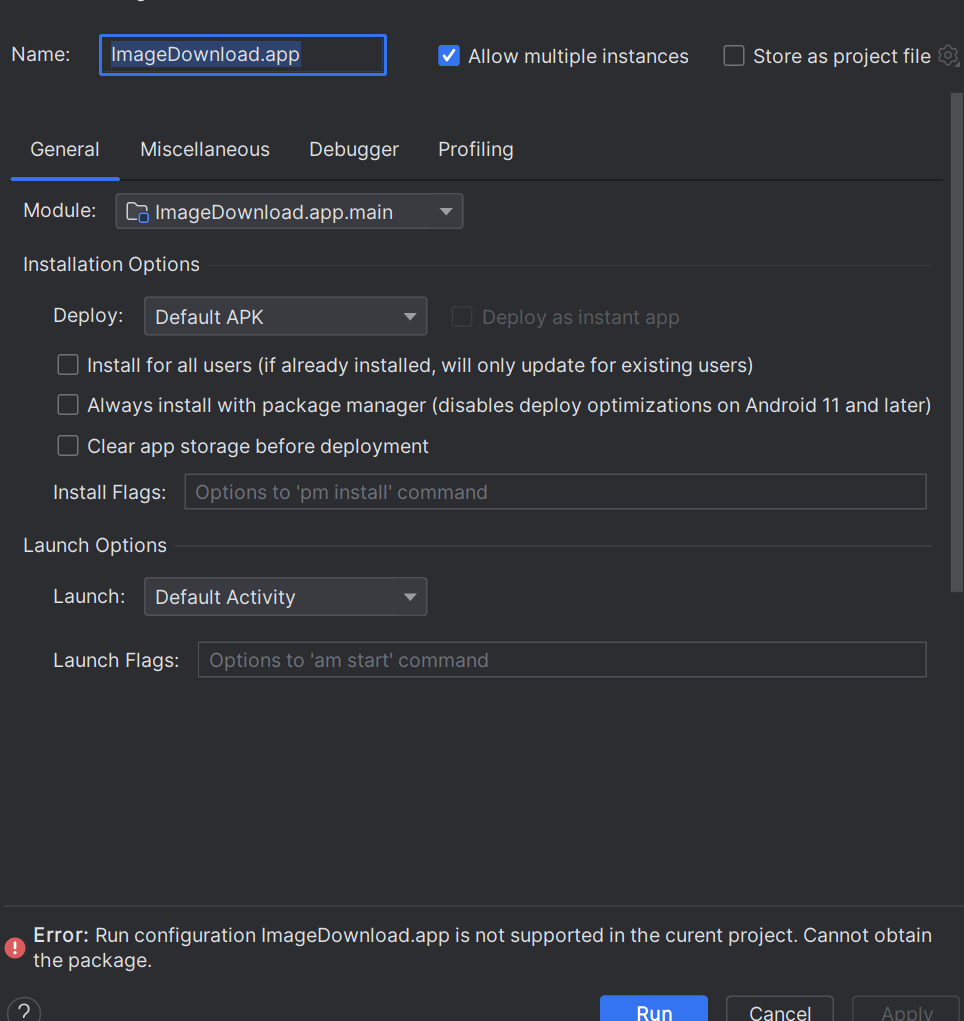 Name: ImageDownload.app Allow multiple instances Store as project file
General Miscellaneous Debugger Profiling
Module: ImageDownload.app.main
Installation Options
Deploy: Default APK Deploy as instant app
Install for all users (if already installed, will only update for existing users)
Always install with package manager (disables deploy optimizations on Android 11 and later)
Clear app storage before deployment
Install Flags: Options to 'pm install' command
Launch Options
Launch: Default Activity
Launch Flags: Options to 'am start' command
Error: Run configuration ImageDownload.app is not supported in the curent project. Cannot obtain
the package.
? Run Cancel Apply